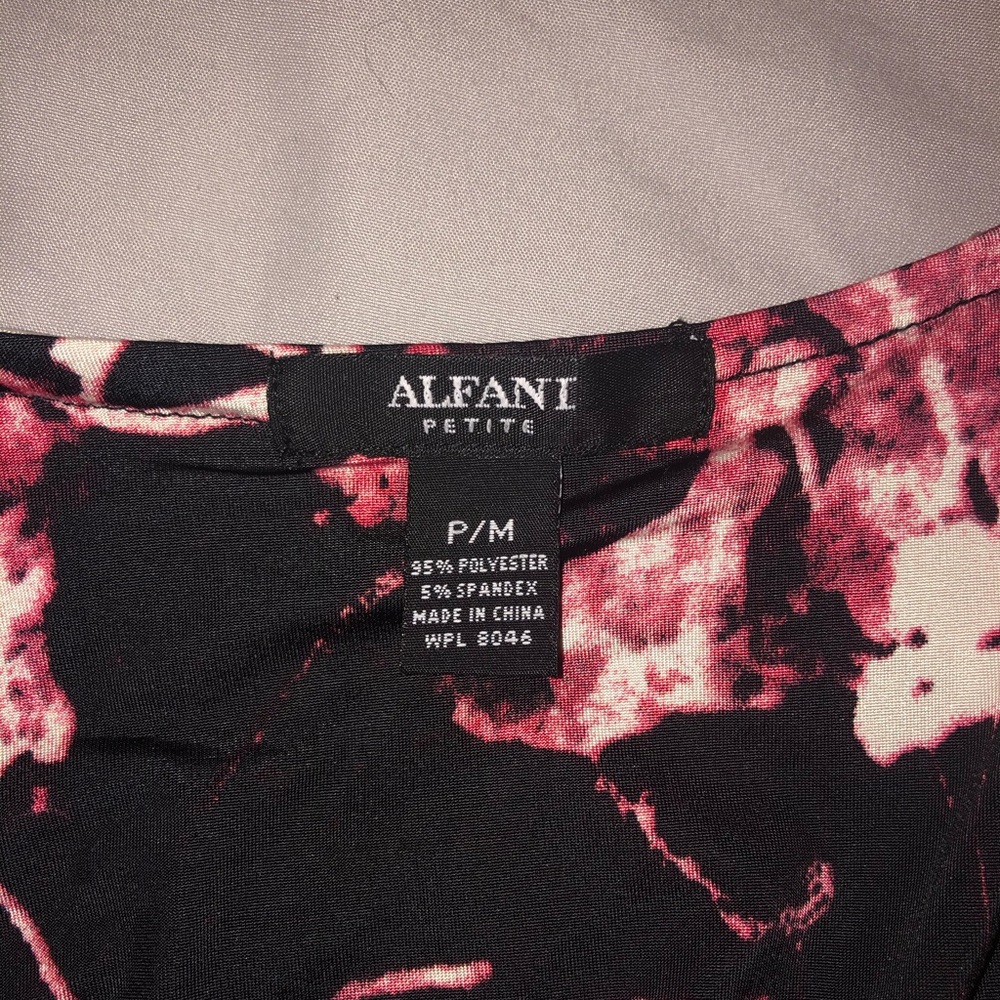 ALFANI
PETITE
P/M
95% POLYESTER
5% SPANDEX
MADE IN CHINA
WPL 8046